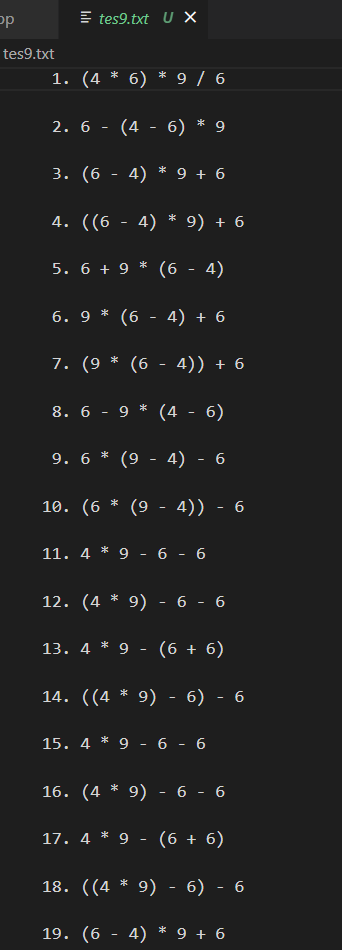 pp tes9.txt U ×
tes9.txt
1. (4 * 6) * 9 / 6
2. 6 - (4 - 6) * 9
3. (6 - 4) * 9 + 6
4. ((6 - 4) * 9) + 6
5. 6 + 9 * (6 - 4)
6. 9 * (6 - 4) + 6
7. (9 * (6 - 4)) + 6
8. 6 - 9 * (4 - 6)
9. 6 * (9 - 4) - 6
10. (6 * (9 - 4)) - 6
11. 4 * 9 - 6 - 6
12. (4 * 9) - 6 - 6
13. 4 * 9 - (6 + 6)
14. ((4 * 9) - 6) - 6
15. 4 * 9 - 6 - 6
16. (4 * 9) - 6 - 6
17. 4 * 9 - (6 + 6)
18. ((4 * 9) - 6) - 6
19. (6 - 4) * 9 + 6